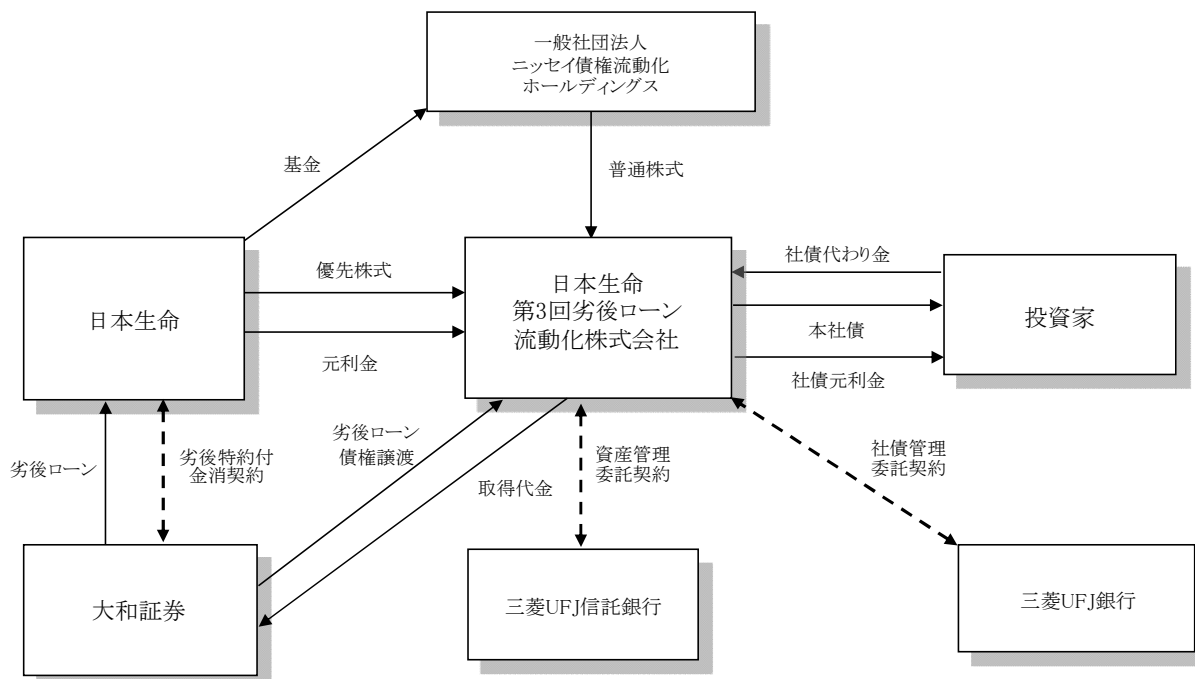 一般社団法人
ニッセイ債権流動化
ホールディングス
基金
普通株式
日本生命
優先株式
元利金
日本生命
第3回劣後ローン
流動化株式会社
社債代わり金
本社債
社債元利金
投資家
劣後ローン
劣後特約付
金消契約
劣後ローン
債権譲渡
取得代金
資産管理
委託契約
社債管理
委託契約
大和証券
三菱UFJ信託銀行
三菱UFJ銀行